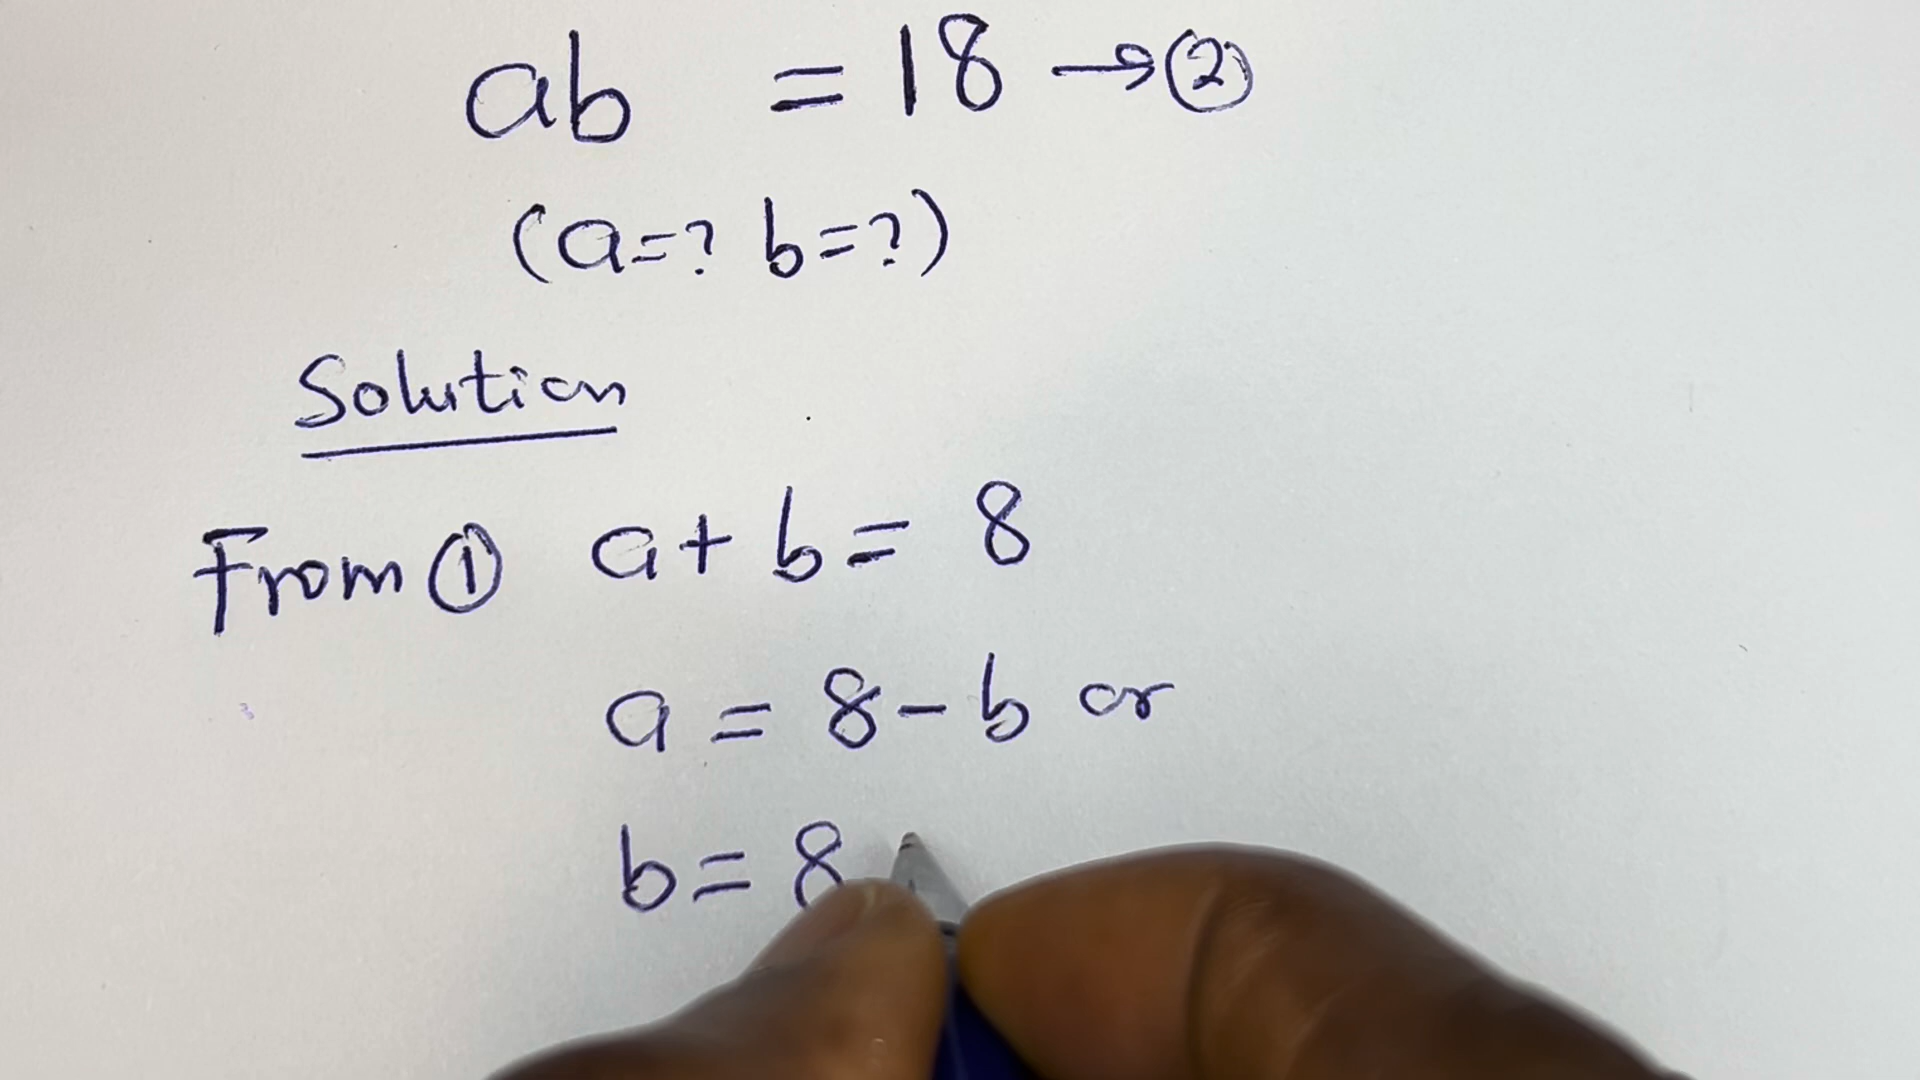 ab = 18 → ②
(a=? b=?)
Solution
From ① a + b = 8
a = 8 - b or
b = 8